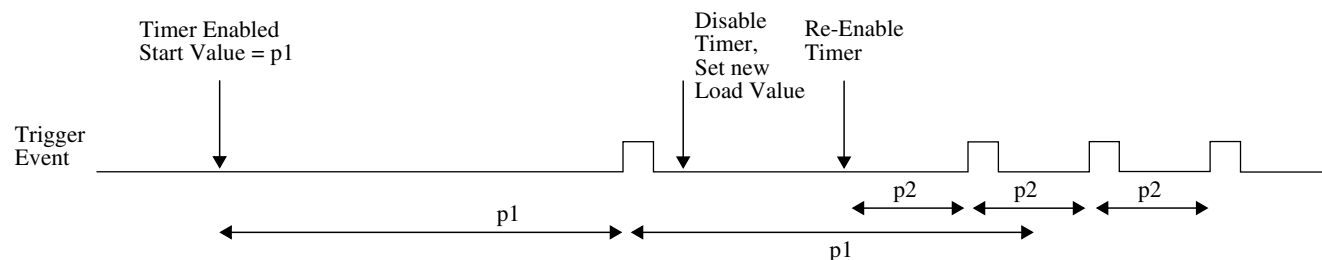 Timer Enabled
Start Value = p1
Disable
Timer,
Set new
Load Value
Re-Enable
Timer
Trigger
Event
p2
p2
p2
p1
p1